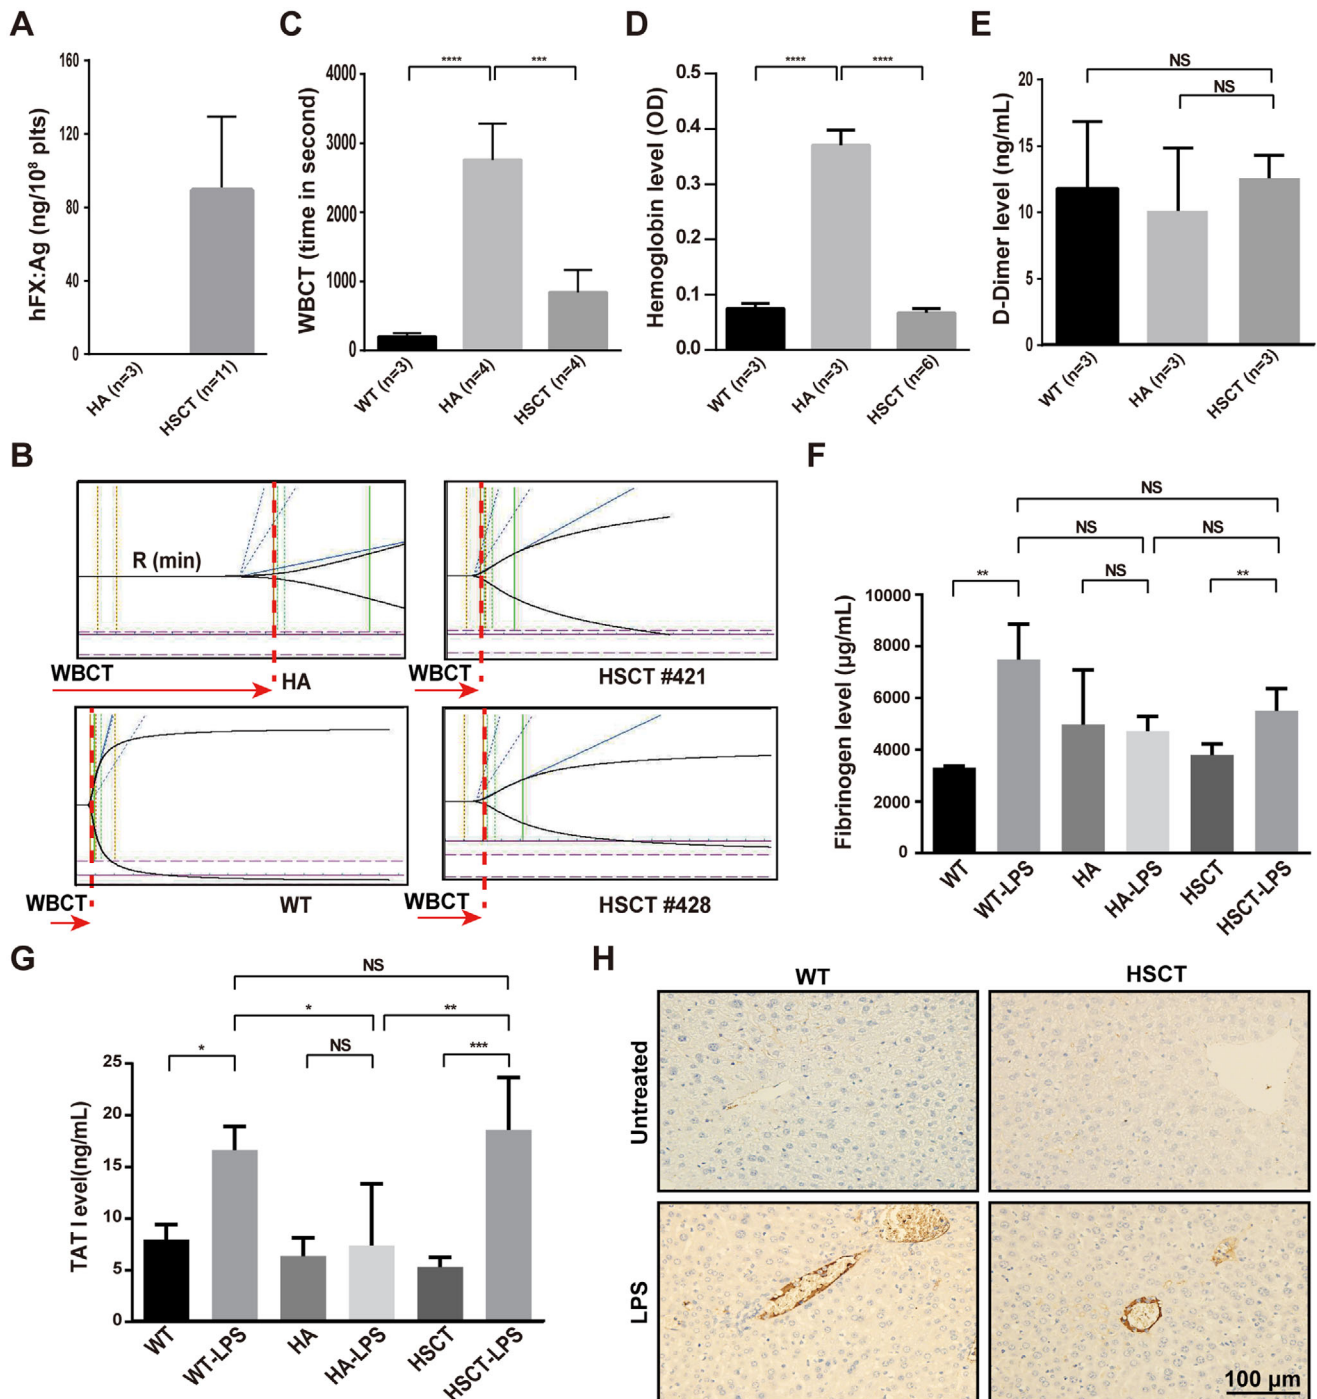 A
hFX:Ag (ng/10⁸ plts)
160
120
80
40
0
HA (n=3)
HSCT (n=11)
C
WBCT (time in second)
4000
3000
2000
1000
0
****
***
WT (n=3)
HA (n=4)
HSCT (n=4)
D
Hemoglobin level (OD)
0.5
0.4
0.3
0.2
0.1
0.0
****
****
WT (n=3)
HA (n=3)
HSCT (n=6)
E
D-Dimer level (ng/mL)
20
15
10
5
0
NS
NS
WT (n=3)
HA (n=3)
HSCT (n=3)
B
R (min)
WBCT
HA
WBCT
HSCT #421
WBCT
WT
WBCT
HSCT #428
F
Fibrinogen level (µg/mL)
10000
8000
6000
4000
2000
0
NS
NS
NS
**
NS
**
WT
WT-LPS
HA
HA-LPS
HSCT
HSCT-LPS
G
TAT level(ng/mL)
25
20
15
10
5
0
NS
*
**
*
NS
***
WT
WT-LPS
HA
HA-LPS
HSCT
HSCT-LPS
H
WT
HSCT
Untreated
LPS
100 µm